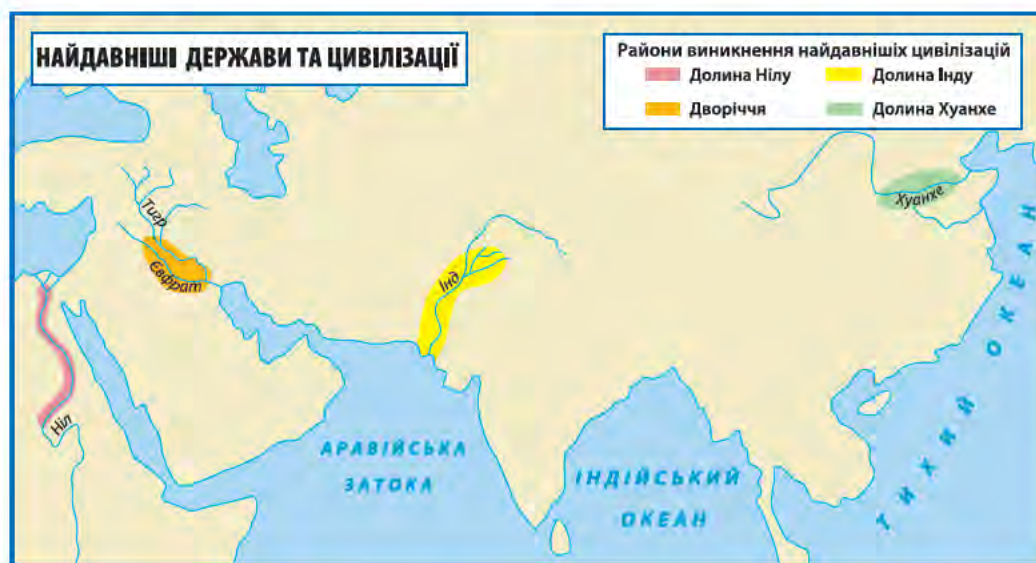 НАЙДАВНІШІ ДЕРЖАВИ ТА ЦИВІЛІЗАЦІЇ
Райони виникнення найдавнішіх цивілізацій
Долина Нілу
Долина Інду
Дворіччя
Долина Хуанхе
Тигр
Євфрат
Ніл
Інд
Хуанхе
АРАВІЙСЬКА
ЗАТОКА
ІНДІЙСЬКИЙ
ОКЕАН
ТИХИЙ ОКЕАН